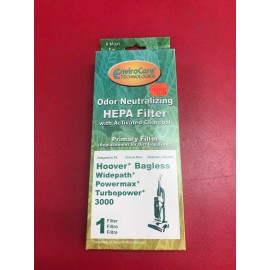 EnviroCare
TECHNOLOGIES
Odor Neutralizing
HEPA Filter
with Activated Charcoal
Primary Filter
Hoover* Bagless
Widepath*
Powermax*
Turbopower*
3000
1 Filter
Filtro
Filtre